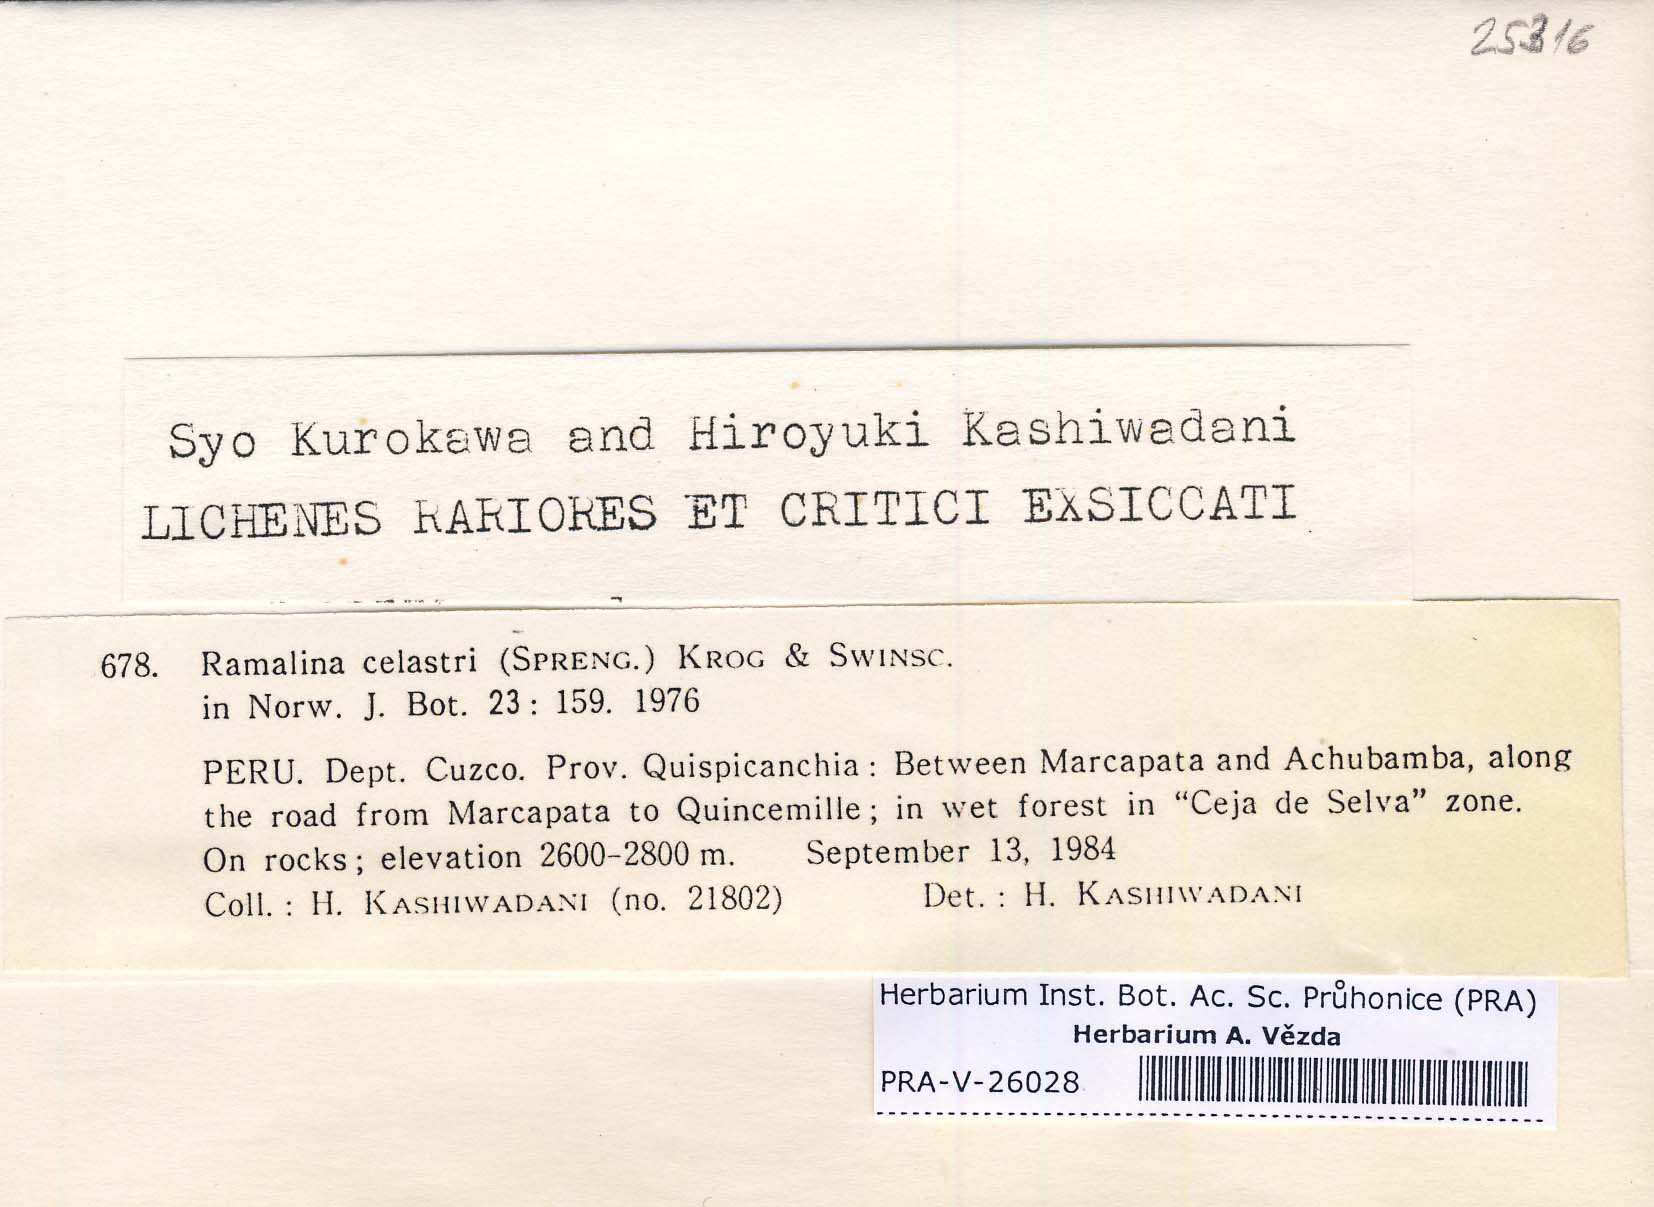 Syo Kurokawa and Hiroyuki Kashiwadani
LICHENES RARIORES ET CRITICI EXSICCATI
678. Ramalina celastri (SPRENG.) KROG & SWINSC.
in Norw. J. Bot. 23: 159. 1976
PERU. Dept. Cuzco. Prov. Quispicanchia: Between Marcapata and Achubamba, along
the road from Marcapata to Quincemille; in wet forest in “Ceja de Selva” zone.
On rocks; elevation 2600-2800 m. September 13, 1984
Coll.: H. KASHIWADANI (no. 21802) Det.: H. KASHIWADANI
Herbarium Inst. Bot. Ac. Sc. Průhonice (PRA)
Herbarium A. Vězda
PRA-V-26028